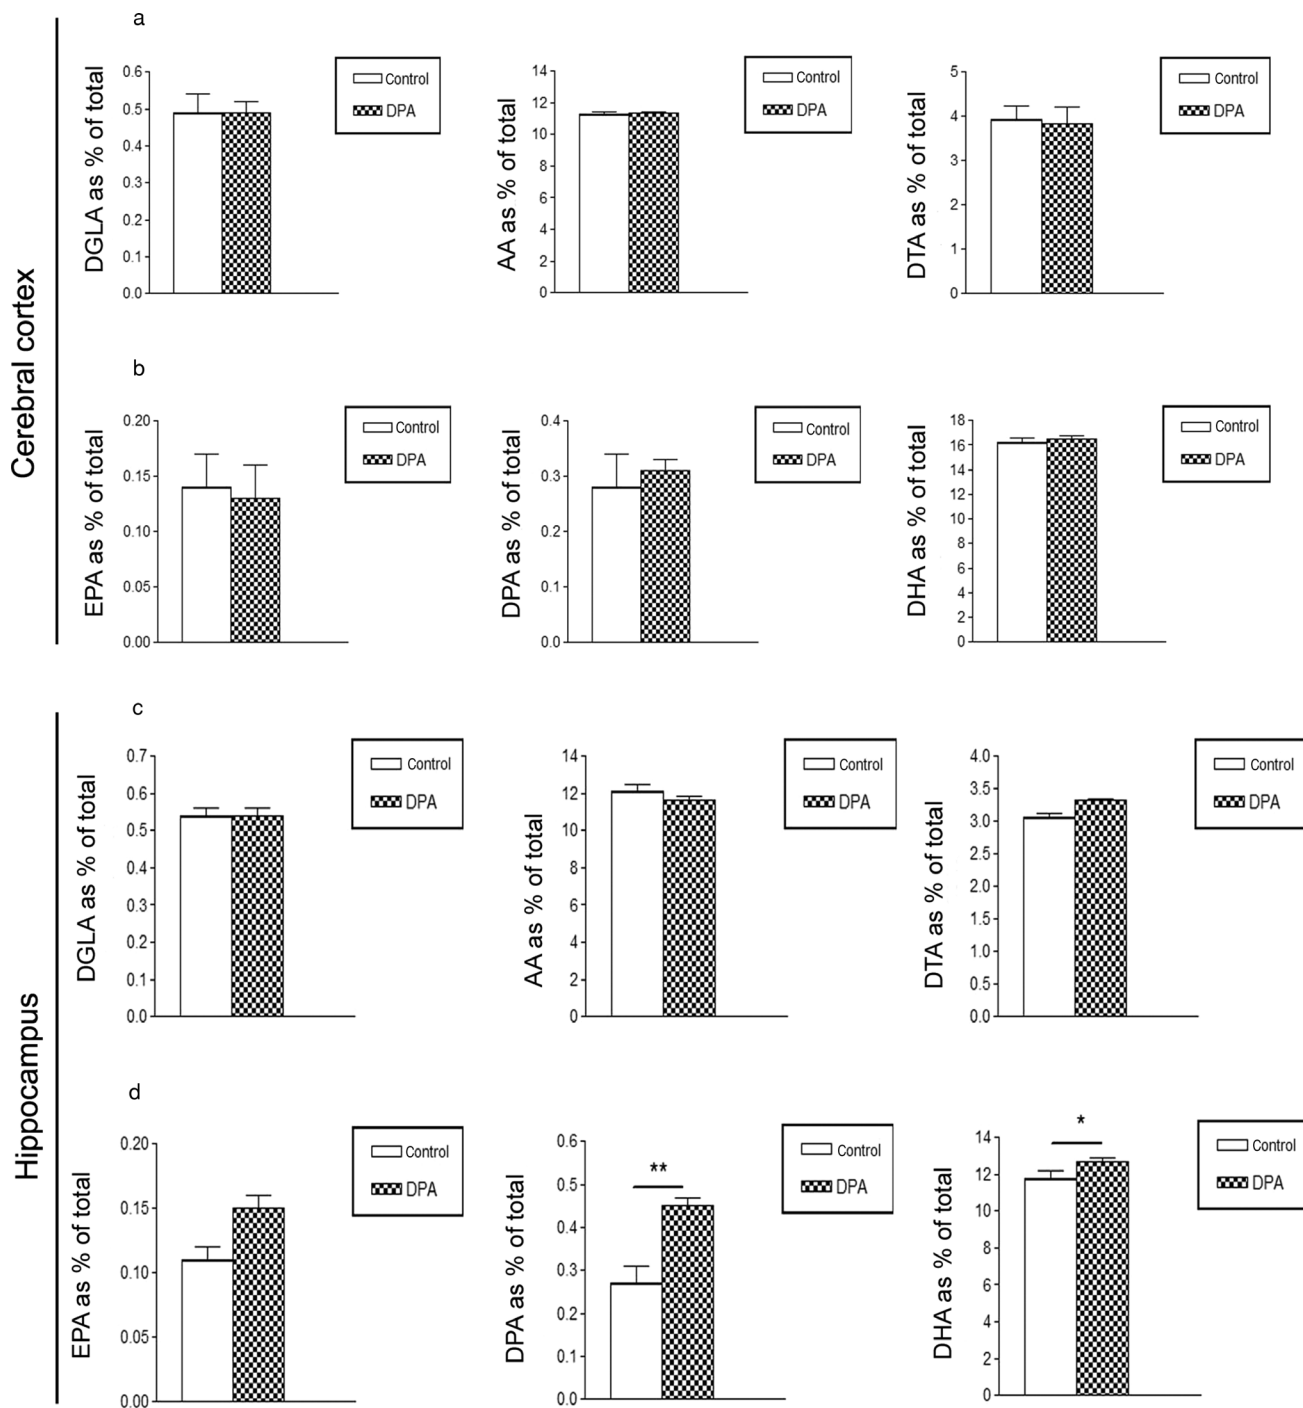 a
Cerebral cortex
DGLA as % of total
0.6
0.5
0.4
0.3
0.2
0.1
0.0
Control
DPA
AA as % of total
14
12
10
8
6
4
2
0
Control
DPA
DTA as % of total
5
4
3
2
1
0
Control
DPA
b
EPA as % of total
0.20
0.15
0.10
0.05
0.00
Control
DPA
DPA as % of total
0.4
0.3
0.2
0.1
0.0
Control
DPA
DHA as % of total
18
16
14
12
18
8
6
4
2
0
Control
DPA
Hippocampus
c
DGLA as % of total
0.7
0.6
0.5
0.4
0.3
0.2
0.1
0.0
Control
DPA
AA as % of total
14
12
10
8
6
4
2
0
Control
DPA
DTA as % of total
4.0
3.5
3.0
2.5
2.0
1.5
1.0
0.5
0.0
Control
DPA
d
EPA as % of total
0.20
0.15
0.10
0.05
0.00
Control
DPA
DPA as % of total
0.6
0.5
0.4
0.3
0.2
0.1
0.0
**
Control
DPA
DHA as % of total
14
12
10
8
6
4
2
0
*
Control
DPA